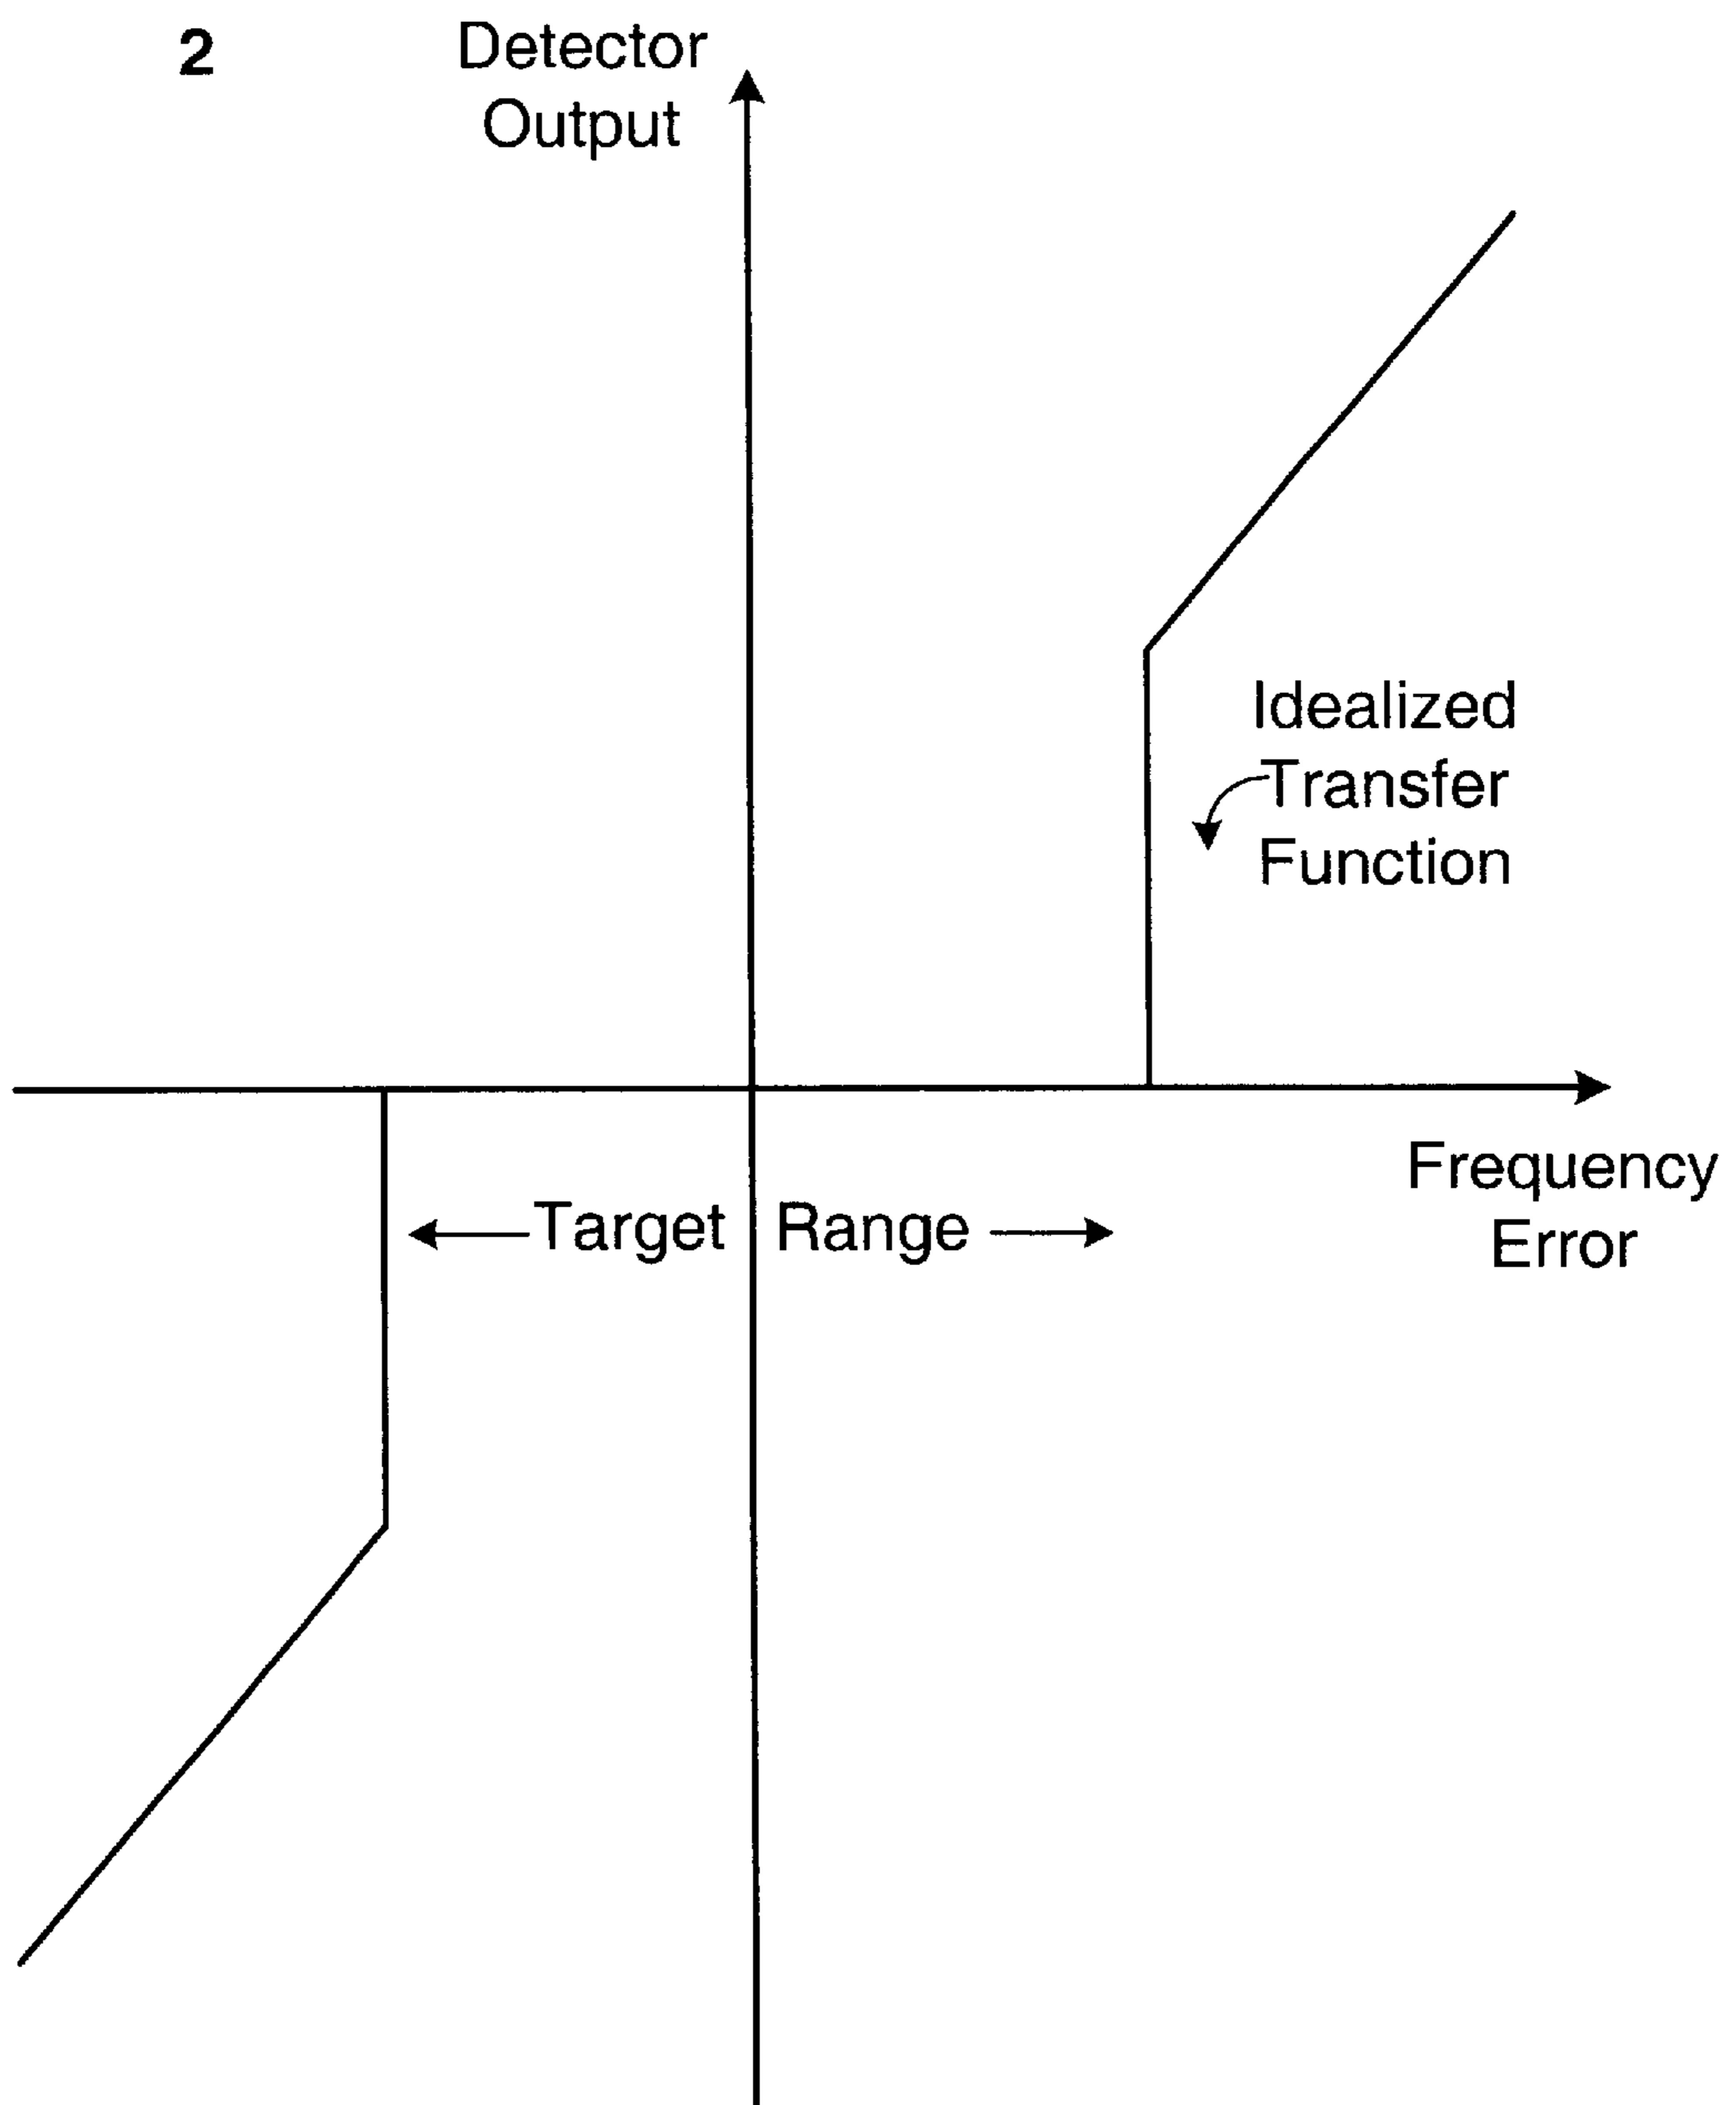 2
Detector
Output
Idealized
Transfer
Function
Frequency
Error
Target Range